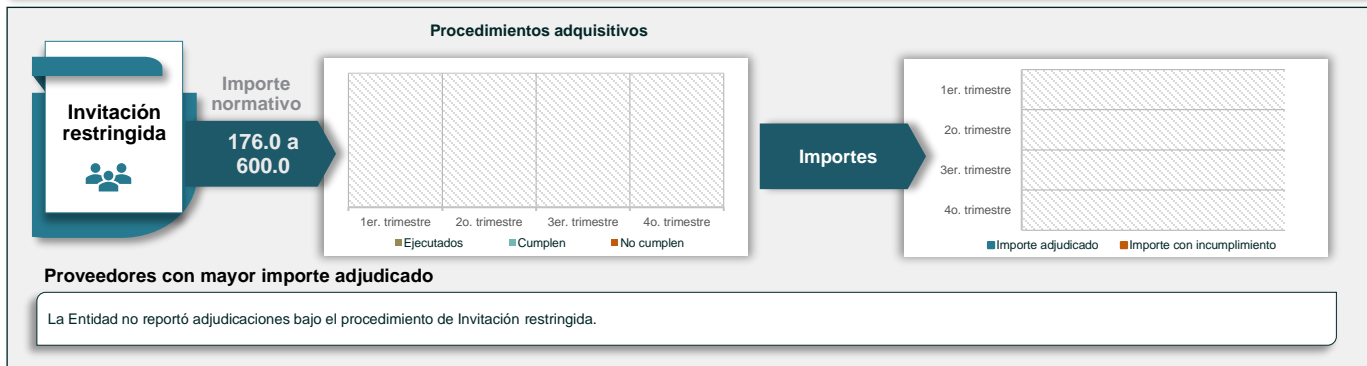 Procedimientos adquisitivos
Invitación
restringida
Importe
normativo
176.0 a
600.0
1er. trimestre 2o. trimestre 3er. trimestre 4o. trimestre
Ejecutados Cumplen No cumplen
Importes
1er. trimestre
2o. trimestre
3er. trimestre
4o. trimestre
Importe adjudicado Importe con incumplimiento
Proveedores con mayor importe adjudicado
La Entidad no reportó adjudicaciones bajo el procedimiento de Invitación restringida.